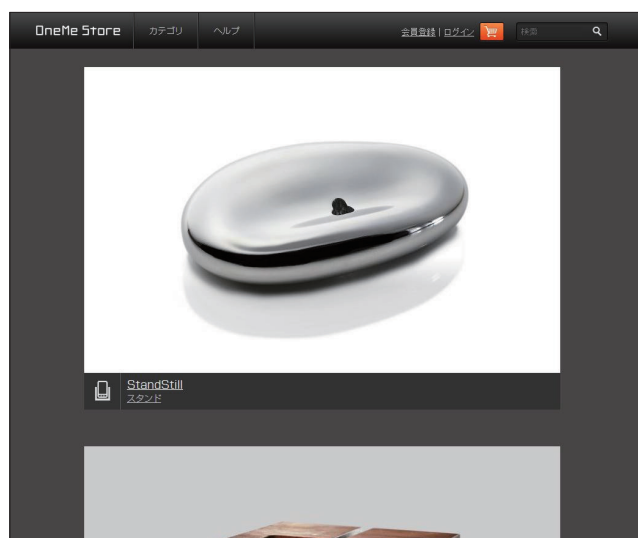 OneMe Store
カテゴリ
ヘルプ
会員登録 | ログイン
検索
StandStill
スタンド